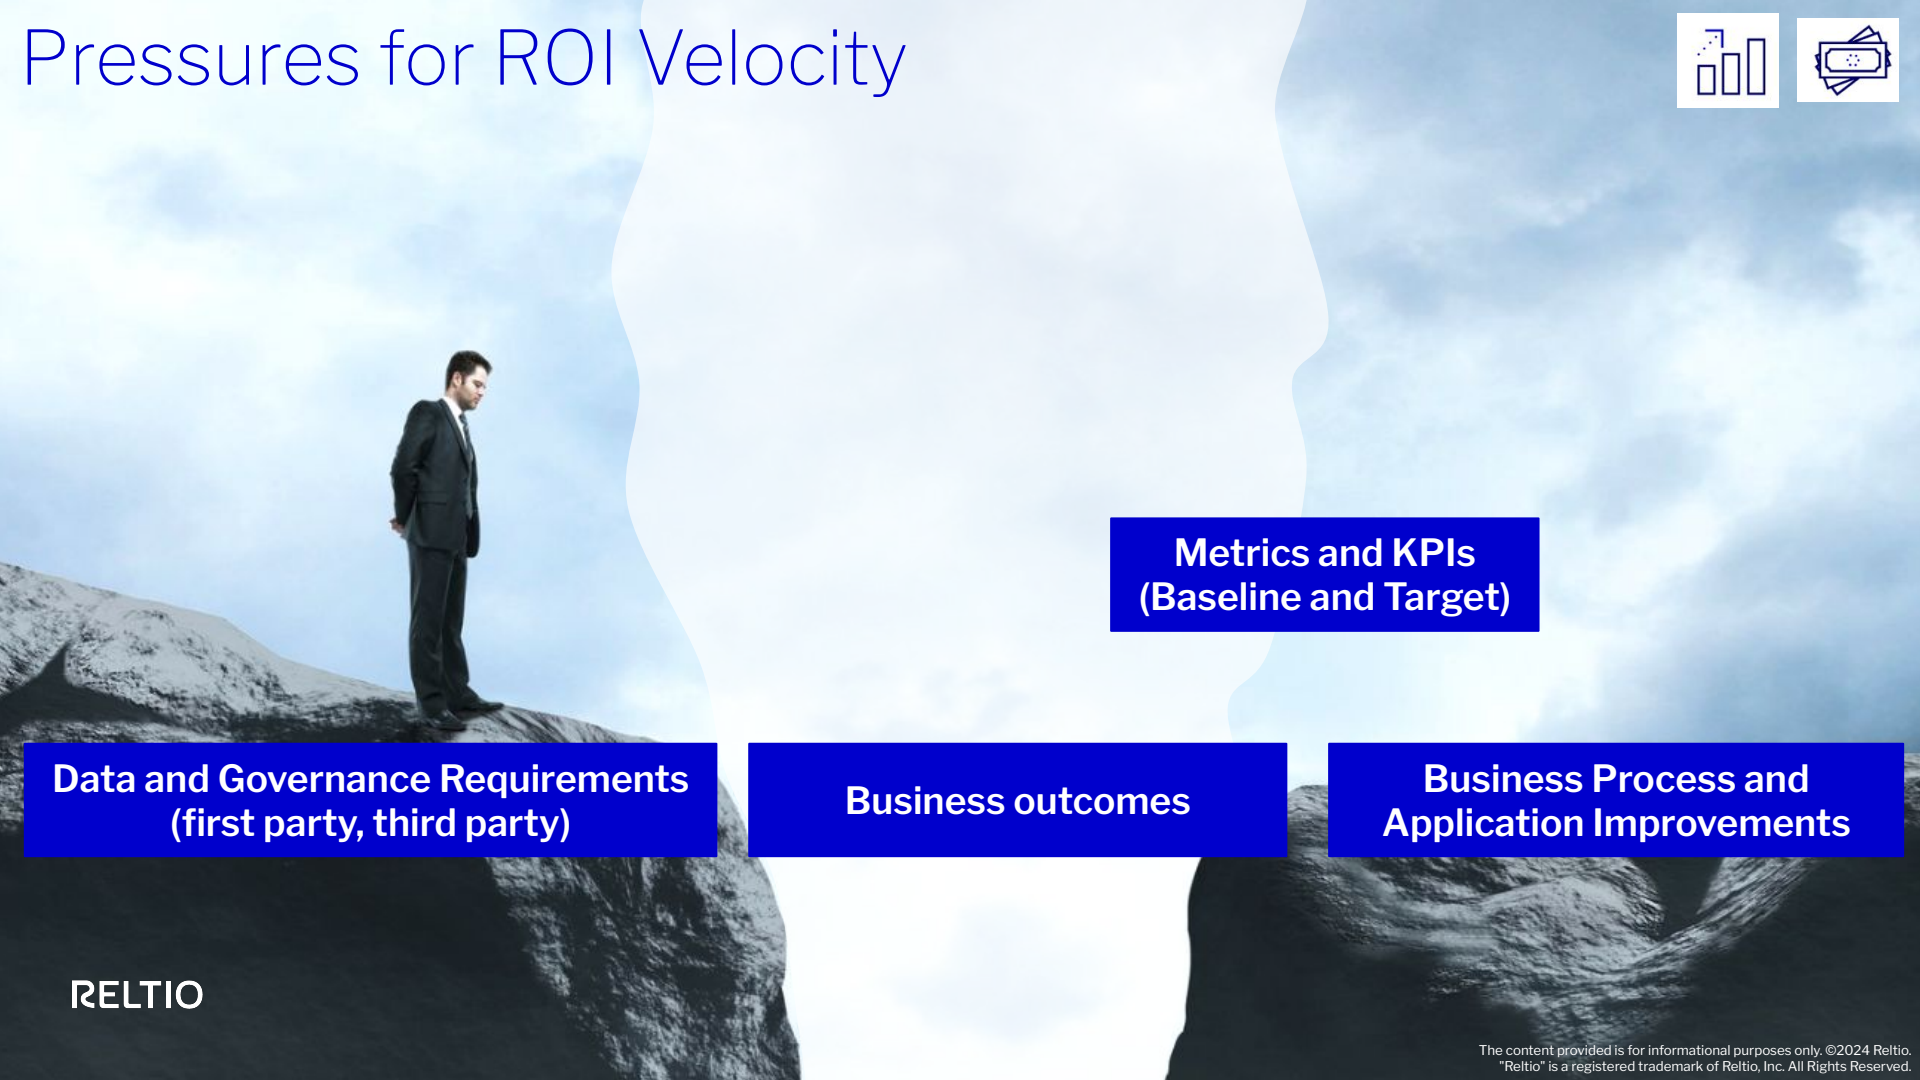 Pressures for ROI Velocity
Metrics and KPIs
(Baseline and Target)
Data and Governance Requirements
(first party, third party)
Business outcomes
Business Process and
Application Improvements
RELTIO
The content provided is for informational purposes only. ©2024 Reltio.
"Reltio" is a registered trademark of Reltio, Inc. All Rights Reserved.